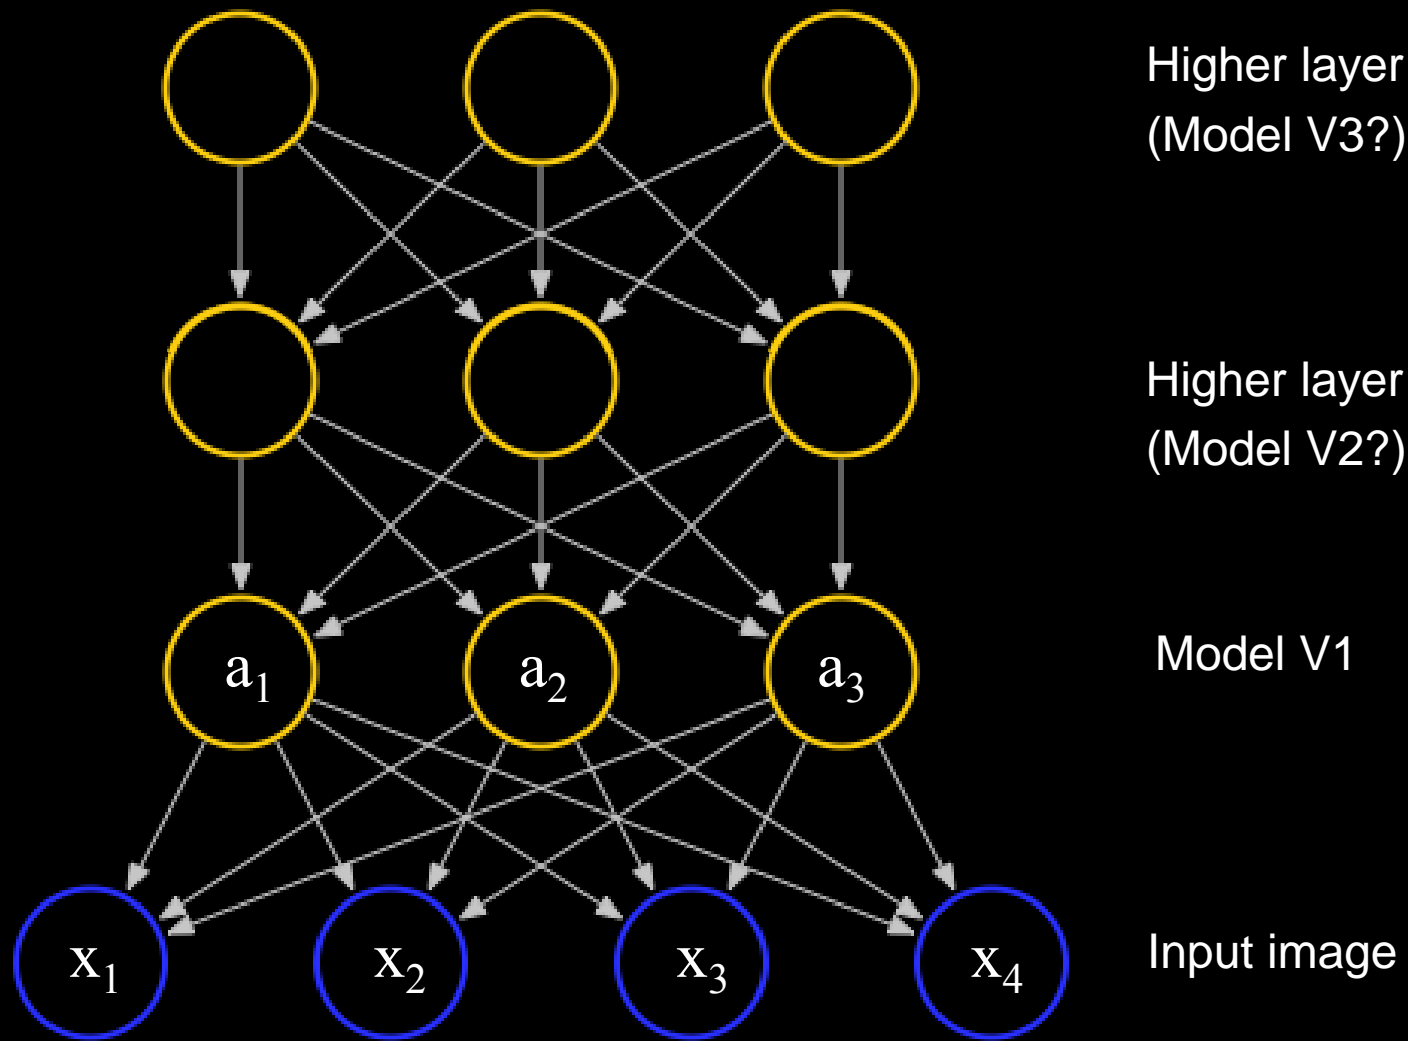 Higher layer
(Model V3?)
Higher layer
(Model V2?)
a₁ a₂ a₃
Model V1
x₁ x₂ x₃ x₄
Input image